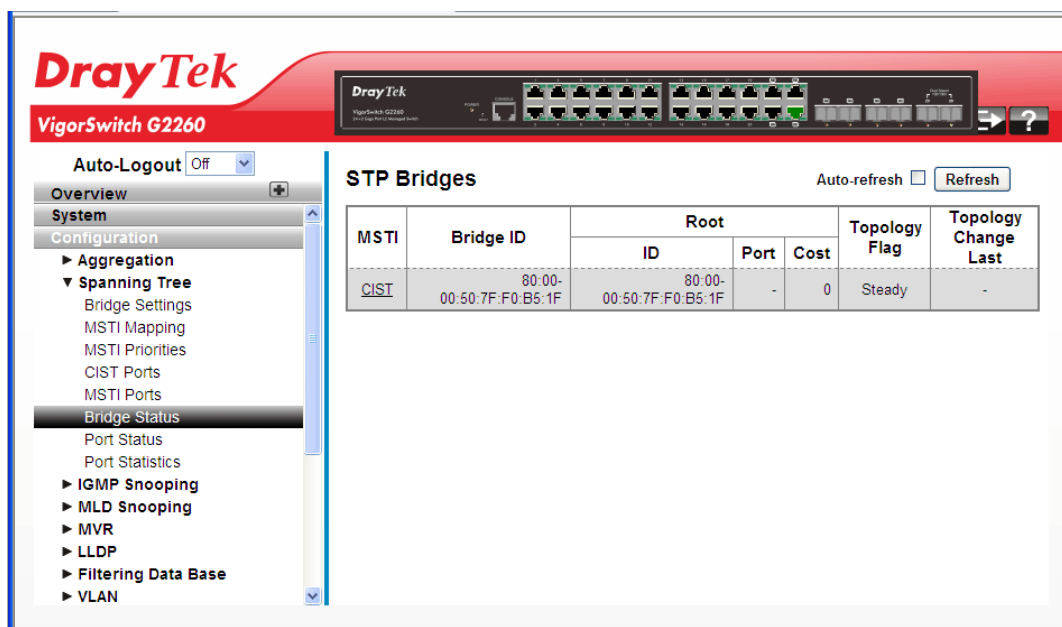 DrayTek
VigorSwitch G2260
DrayTek
VigorSwitch G2260
POWER
CONSOLE
?
Auto-Logout Off
Overview
System
Configuration
► Aggregation
▼ Spanning Tree
Bridge Settings
MSTI Mapping
MSTI Priorities
CIST Ports
MSTI Ports
Bridge Status
Port Status
Port Statistics
► IGMP Snooping
► MLD Snooping
► MVR
► LLDP
► Filtering Data Base
► VLAN
STP Bridges
Auto-refresh Refresh
MSTI Bridge ID Root Topology Flag Topology Change Last
ID Port Cost
CIST 80:00-00:50:7F:F0:B5:1F 80:00-00:50:7F:F0:B5:1F - 0 Steady -